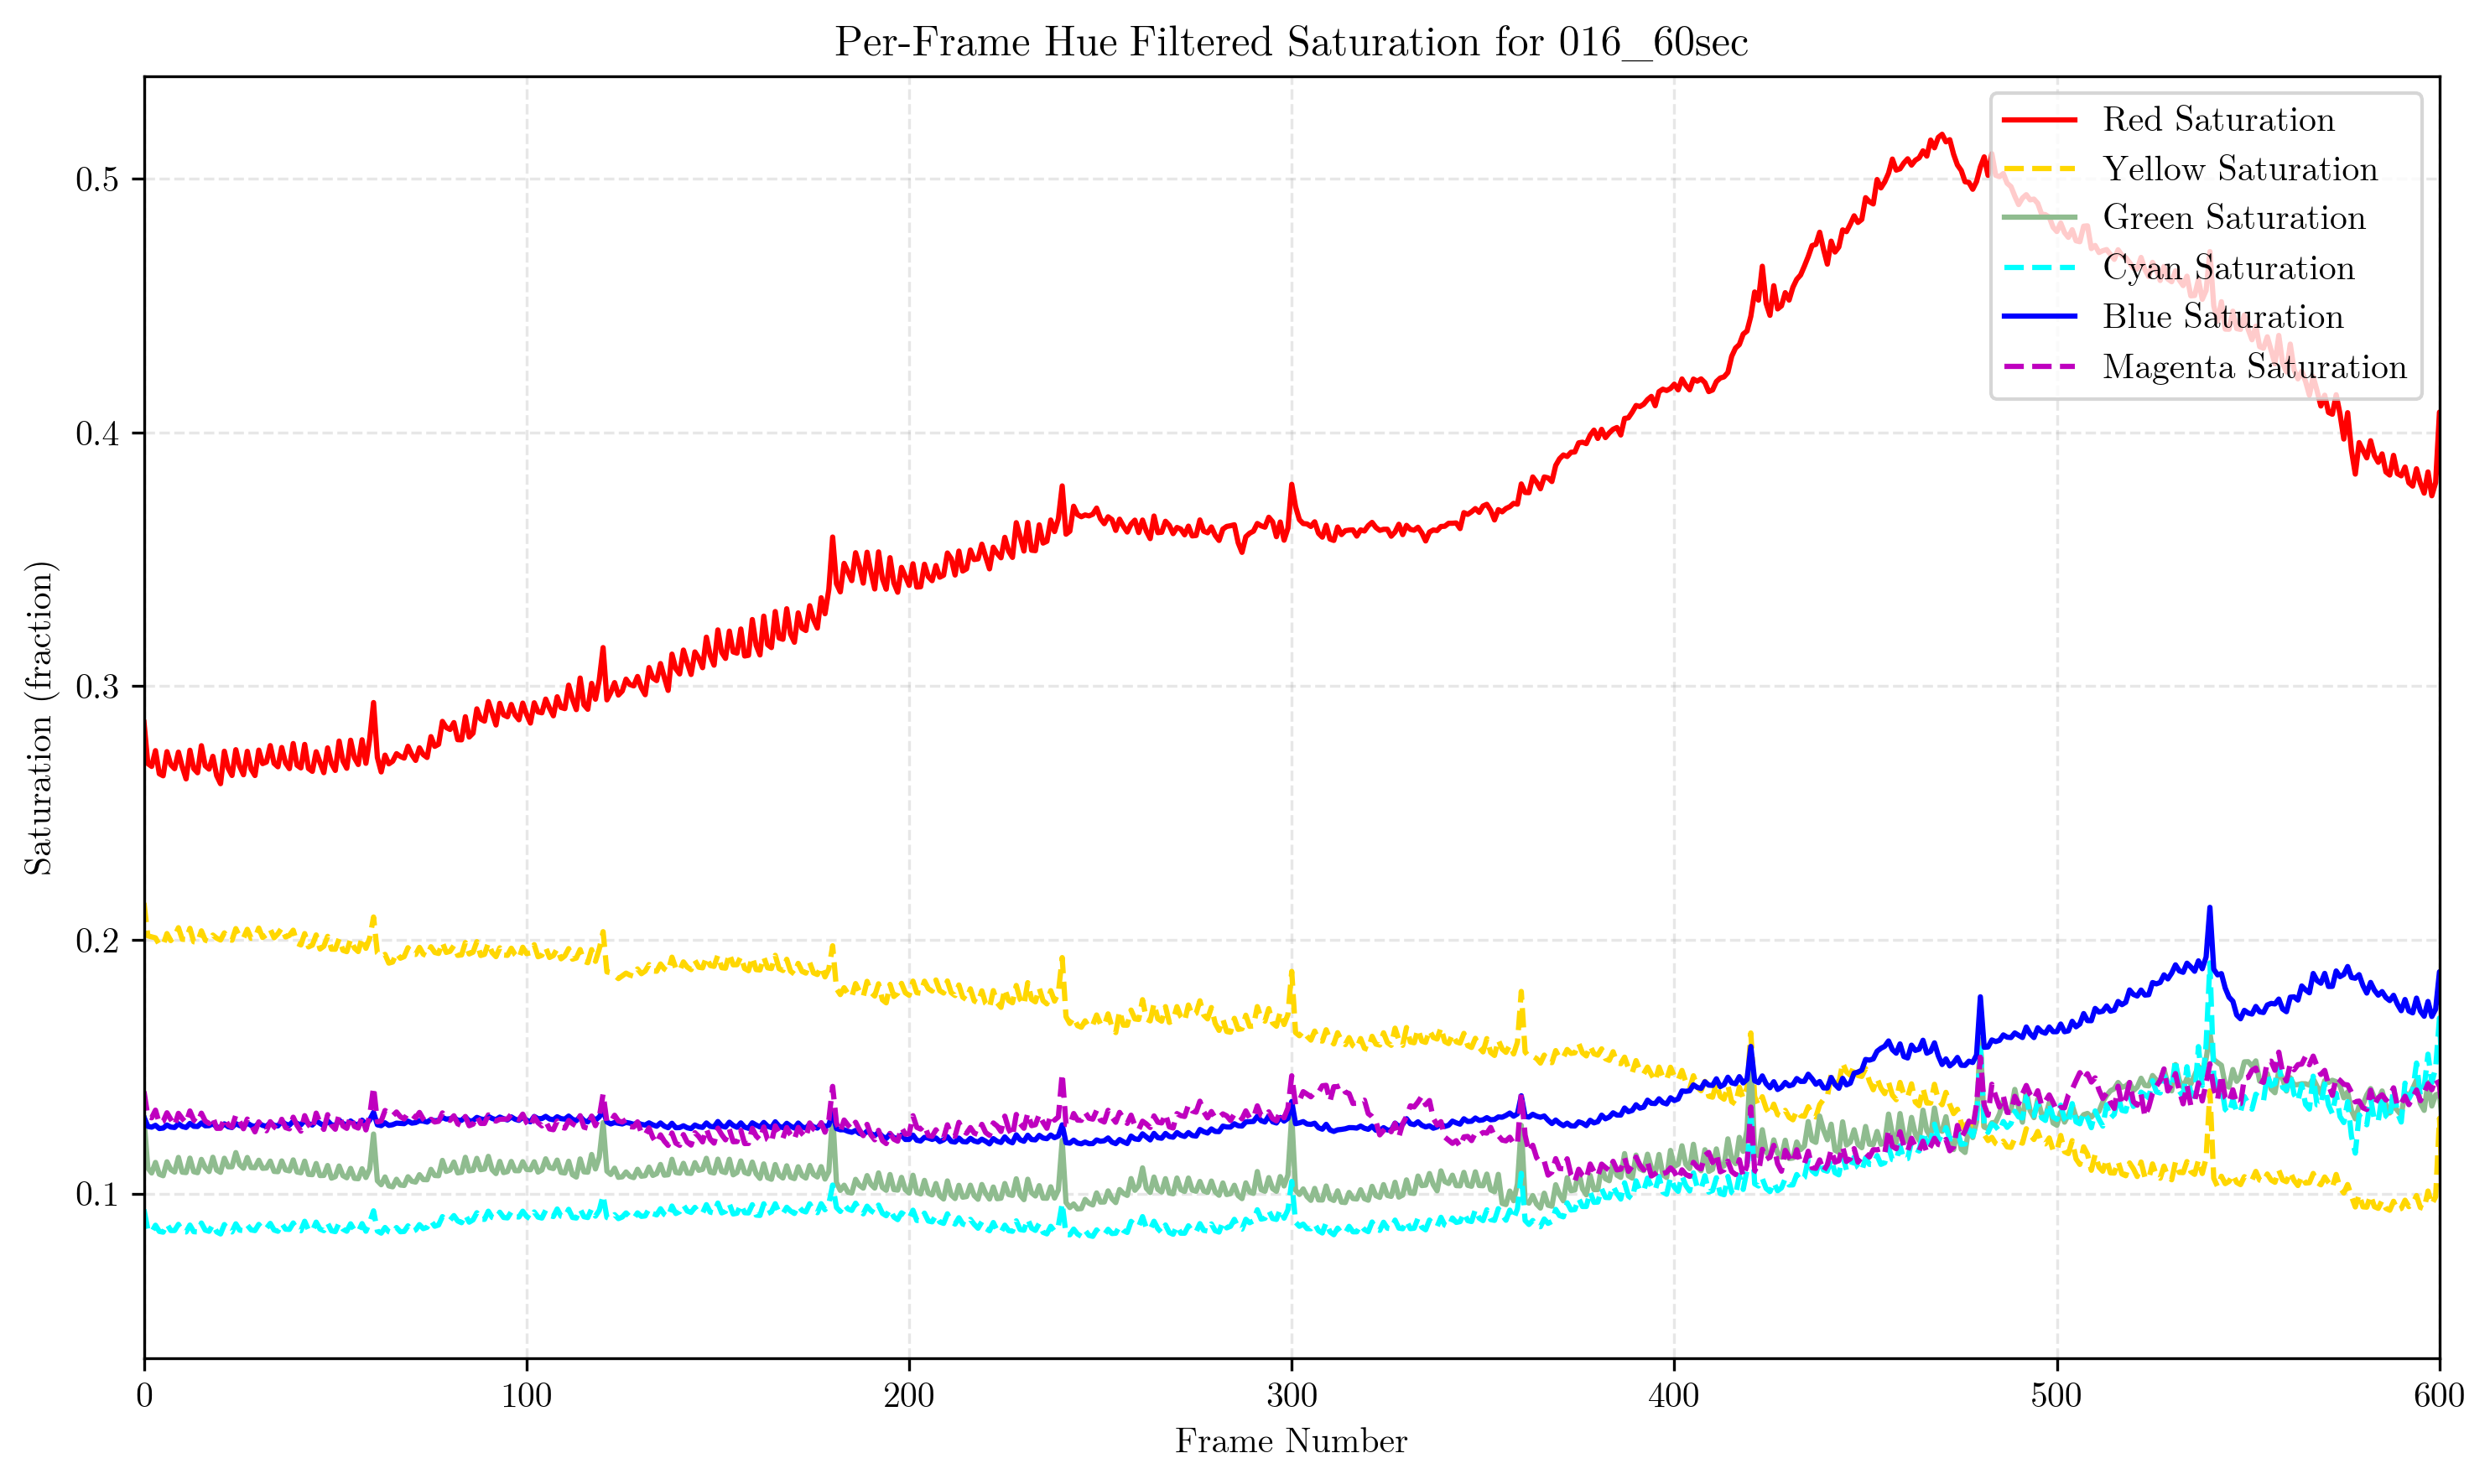 Per-Frame Hue Filtered Saturation for 016_60sec
Red Saturation
Yellow Saturation
Green Saturation
Cyan Saturation
Blue Saturation
Magenta Saturation
Saturation (fraction)
0.5
0.4
0.3
0.2
0.1
0 100 200 300 400 500 600
Frame Number